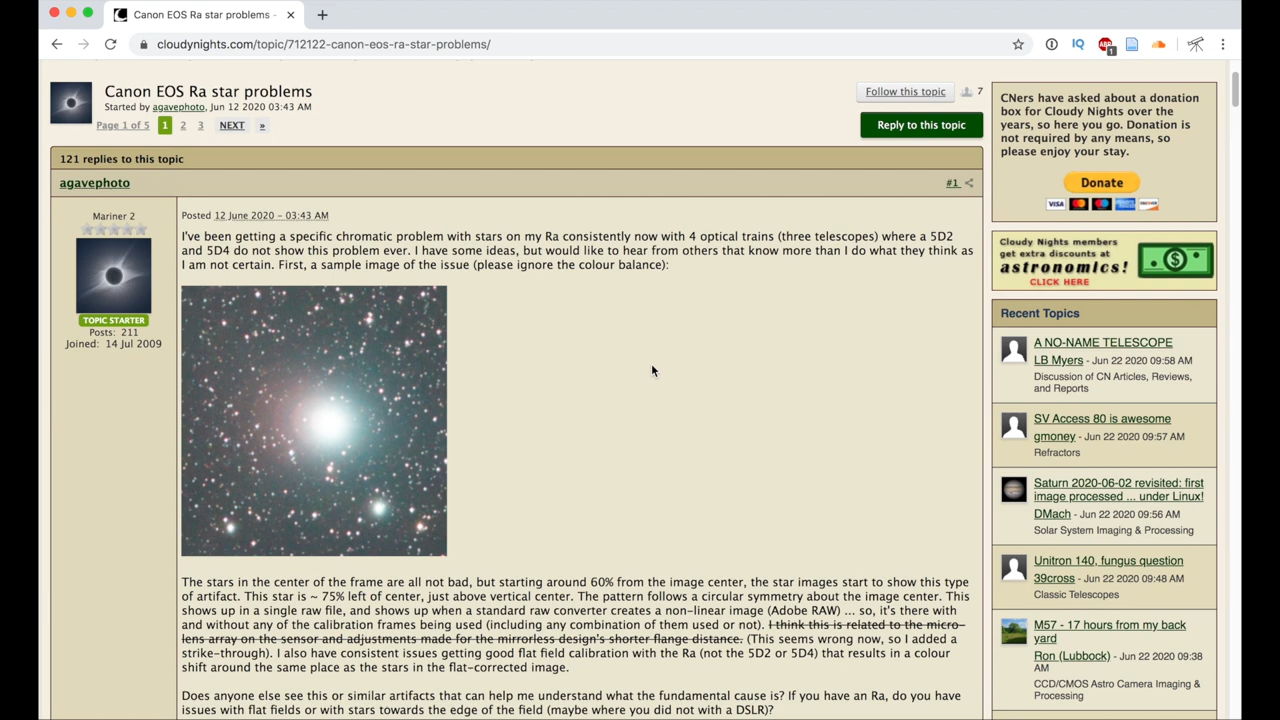 Canon EOS Ra star problems -
cloudynights.com/topic/712122-canon-eos-ra-star-problems/
IQ
ABP
1
Canon EOS Ra star problems
Started by agavephoto, Jun 12 2020 03:43 AM
Page 1 of 5 1 2 3 NEXT »
Follow this topic 7
Reply to this topic
121 replies to this topic
agavephoto
#1
Mariner 2
TOPIC STARTER
Posts: 211
Joined: 14 Jul 2009
Posted 12 June 2020 – 03:43 AM
I've been getting a specific chromatic problem with stars on my Ra consistently now with 4 optical trains (three telescopes) where a 5D2
and 5D4 do not show this problem ever. I have some ideas, but would like to hear from others that know more than I do what they think as
I am not certain. First, a sample image of the issue (please ignore the colour balance):
The stars in the center of the frame are all not bad, but starting around 60% from the image center, the star images start to show this type
of artifact. This star is ~ 75% left of center, just above vertical center. The pattern follows a circular symmetry about the image center. This
shows up in a single raw file, and shows up when a standard raw converter creates a non-linear image (Adobe RAW) ... so, it's there with
and without any of the calibration frames being used (including any combination of them used or not). I think this is related to the micro-
lens array on the sensor and adjustments made for the mirrorless design's shorter flange distance. (This seems wrong now, so I added a
strike-through). I also have consistent issues getting good flat field calibration with the Ra (not the 5D2 or 5D4) that results in a colour
shift around the same place as the stars in the flat-corrected image.
Does anyone else see this or similar artifacts that can help me understand what the fundamental cause is? If you have an Ra, do you have
issues with flat fields or with stars towards the edge of the field (maybe where you did not with a DSLR)?
CNers have asked about a donation
box for Cloudy Nights over the
years, so here you go. Donation is
not required by any means, so
please enjoy your stay.
Donate
VISA
Cloudy Nights members
get extra discounts at
astronomics!
CLICK HERE
$
Recent Topics
A NO-NAME TELESCOPE
LB Myers - Jun 22 2020 09:58 AM
Discussion of CN Articles, Reviews,
and Reports
SV Access 80 is awesome
gmoney - Jun 22 2020 09:57 AM
Refractors
Saturn 2020-06-02 revisited: first
image processed ... under Linux!
DMach - Jun 22 2020 09:56 AM
Solar System Imaging & Processing
Unitron 140, fungus question
39cross - Jun 22 2020 09:48 AM
Classic Telescopes
M57 - 17 hours from my back
yard
Ron (Lubbock) - Jun 22 2020 09:38
AM
CCD/CMOS Astro Camera Imaging &
Processing